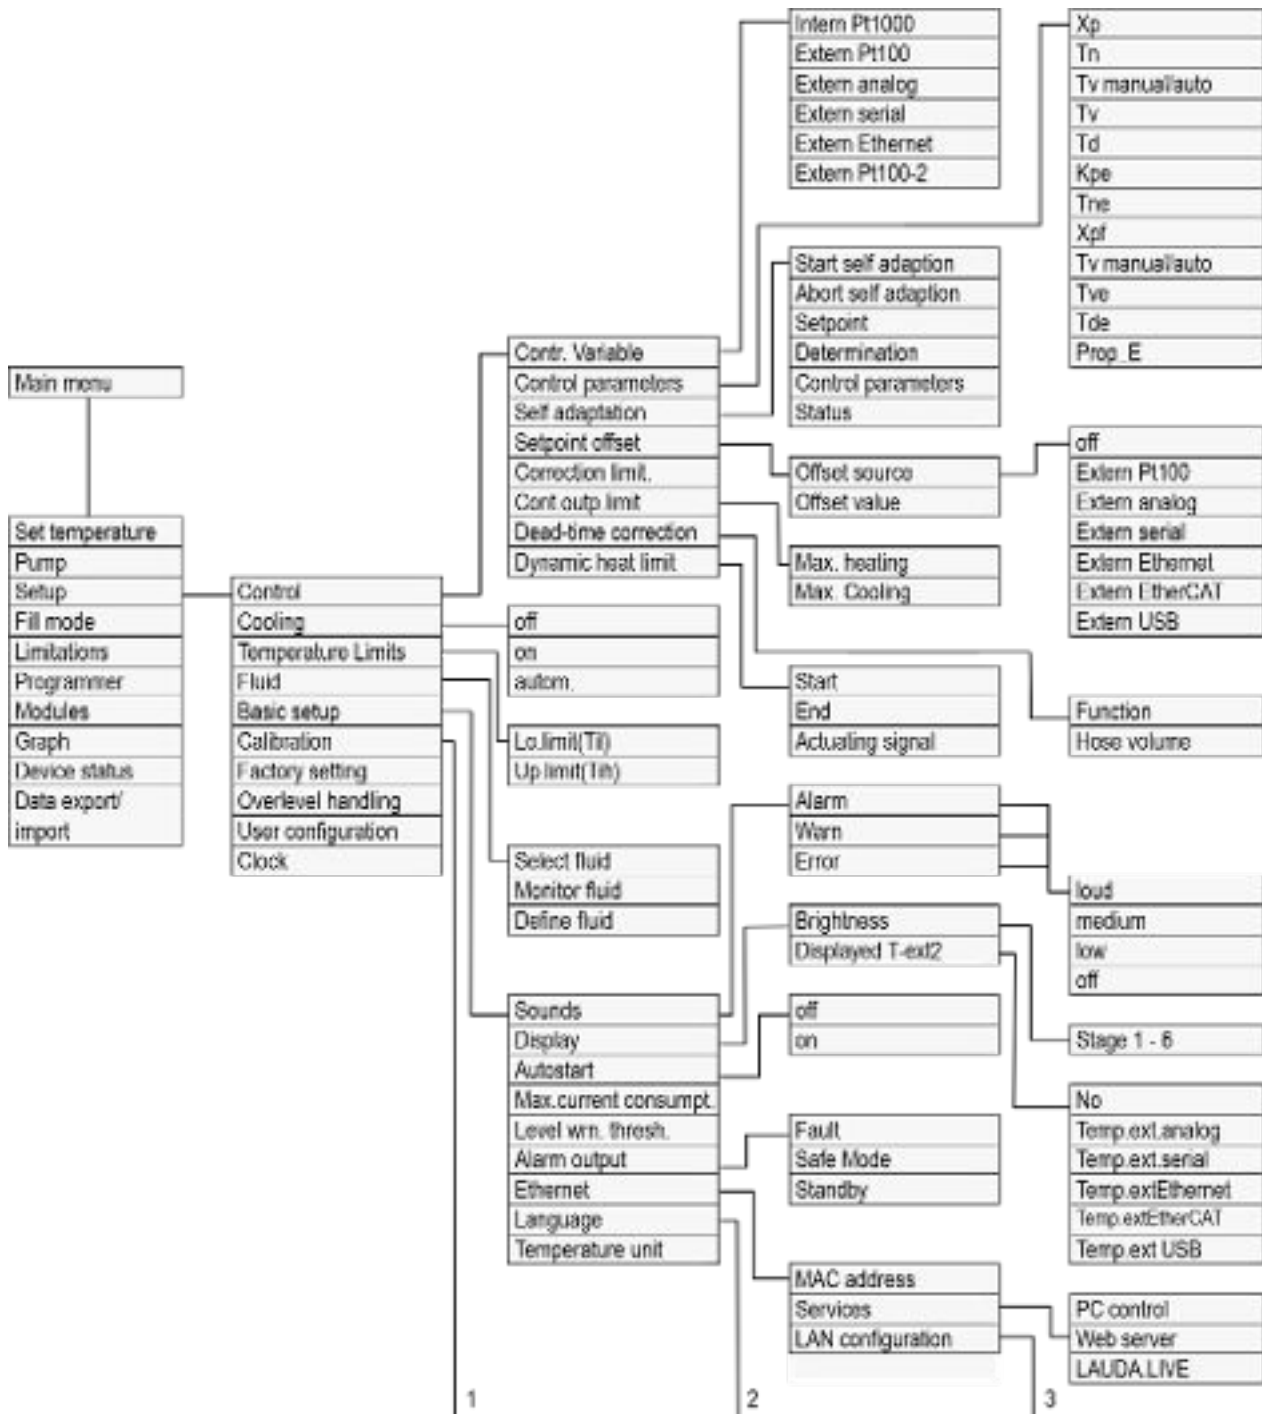 Main menu
Set temperature
Pump
Setup
Fill mode
Limitations
Programmer
Modules
Graph
Device status
Data export/
import
Control
Cooling
Temperature Limits
Fluid
Basic setup
Calibration
Factory setting
Overlevel handling
User configuration
Clock
Contr. Variable
Control parameters
Self adaptation
Setpoint offset
Correction limit.
Cont outp limit
Dead-time correction
Dynamic heat limit
off
on
autom.
Lo.limit(Til)
Up.limit(Tih)
Select fluid
Monitor fluid
Define fluid
Sounds
Display
Autostart
Max.current consumpt.
Level wrn. thresh.
Alarm output
Ethernet
Language
Temperature unit
Intern Pt1000
Extern Pt100
Extern analog
Extern serial
Extern Ethernet
Extern Pt100-2
Start self adaption
Abort self adaption
Setpoint
Determination
Control parameters
Status
Offset source
Offset value
Max. heating
Max. Cooling
Start
End
Actuating signal
Alarm
Warn
Error
Brightness
Displayed T-ext2
off
on
Fault
Safe Mode
Standby
MAC address
Services
LAN configuration
Xp
Tn
Tv manual/auto
Tv
Td
Kpe
Tne
Xpf
Tv manual/auto
Tve
Tde
Prop_E
off
Extern Pt100
Extern analog
Extern serial
Extern Ethernet
Extern EtherCAT
Extern USB
Function
Hose volume
loud
medium
low
off
Stage 1 - 6
No
Temp.ext.analog
Temp.ext.serial
Temp.extEthernet
Temp.extEtherCAT
Temp.ext USB
PC control
Web server
LAUDA.LIVE
1
2
3